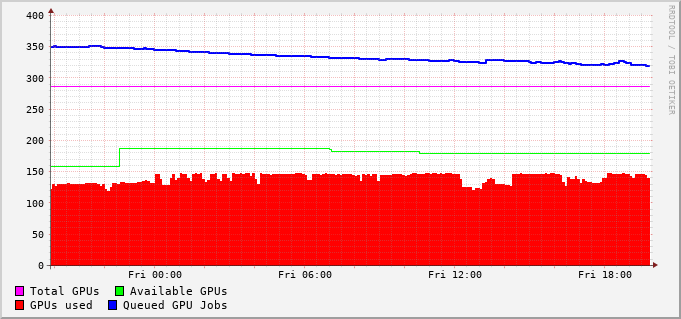 400
350
300
250
200
150
100
50
0
Fri 00:00 Fri 06:00 Fri 12:00 Fri 18:00
Total GPUs Available GPUs
GPUs used Queued GPU Jobs
RRDTOOL / TOBI OETIKER